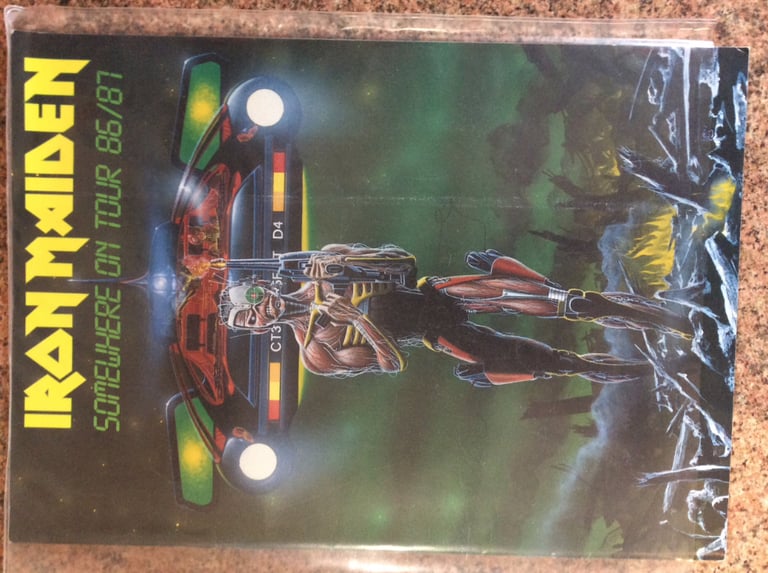 IRON MAIDEN
SOMEWHERE ON TOUR 86/87
CT3 D4